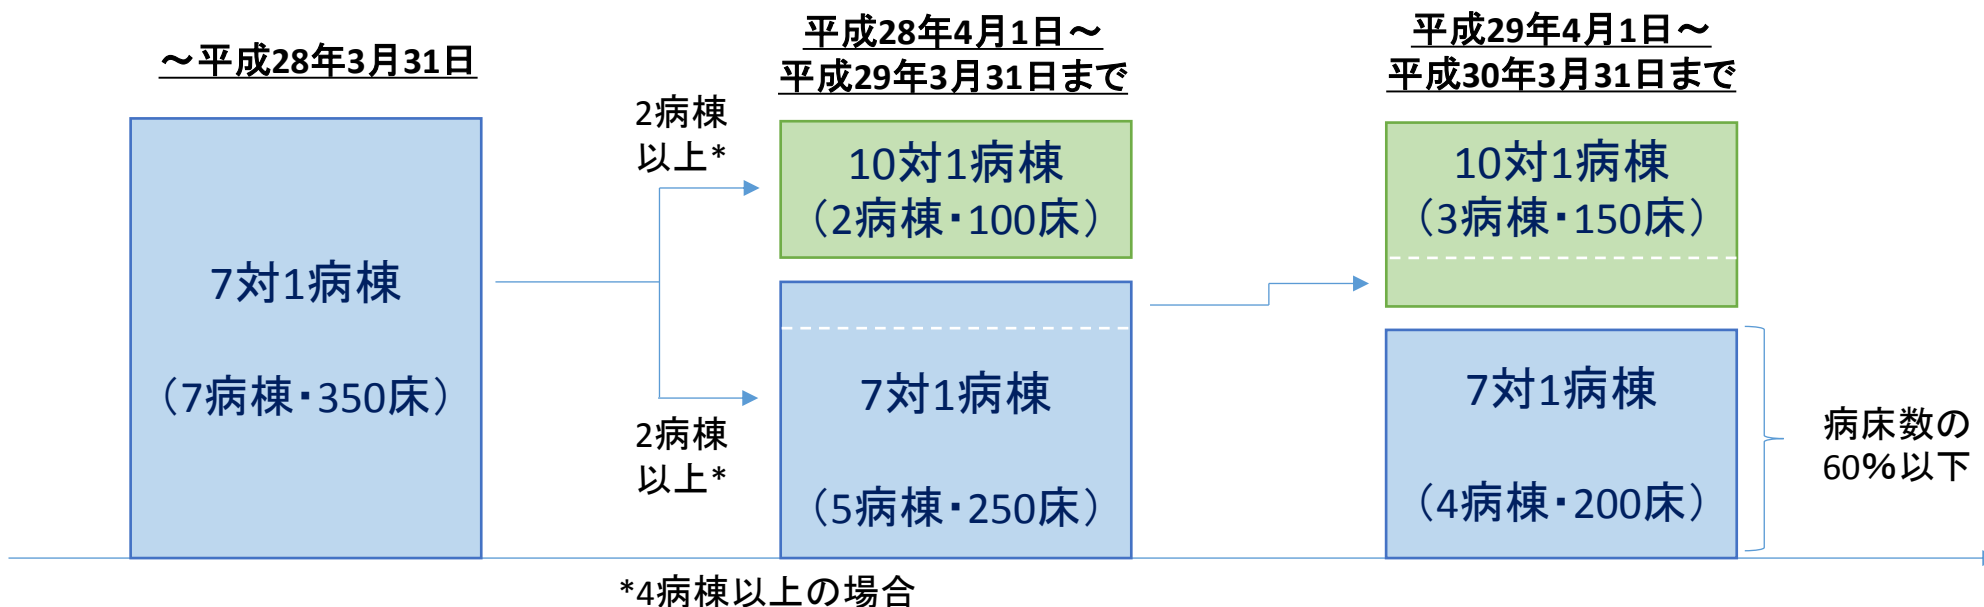 ～平成28年3月31日
7対1病棟
（7病棟・350床）
2病棟
以上*
2病棟
以上*
平成28年4月1日～
平成29年3月31日まで
10対1病棟
（2病棟・100床）
7対1病棟
（5病棟・250床）
平成29年4月1日～
平成30年3月31日まで
10対1病棟
（3病棟・150床）
7対1病棟
（4病棟・200床）
病床数の
60%以下
*4病棟以上の場合